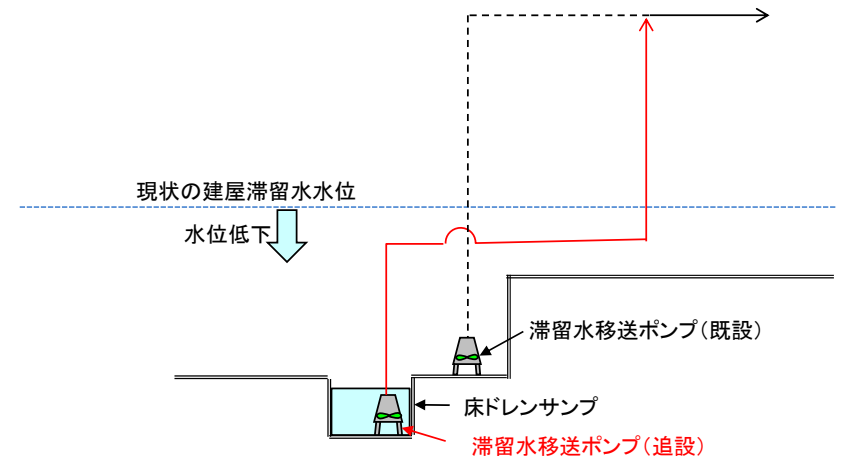 現状の建屋滞留水水位
水位低下
滞留水移送ポンプ(既設)
床ドレンサンプ
滞留水移送ポンプ(追設)